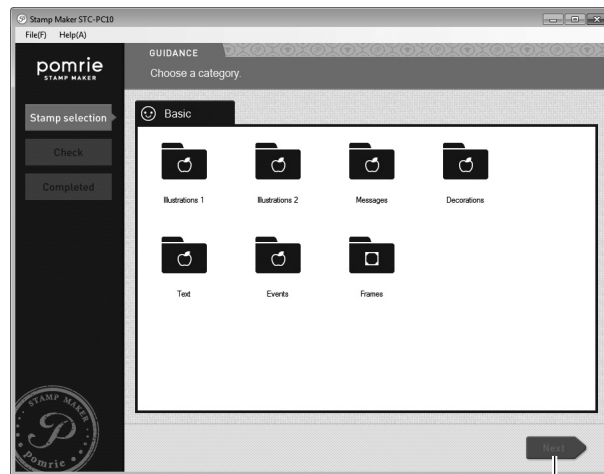 Stamp Maker STC-PC10
File(F) Help(A)
pomrie
STAMP MAKER
GUIDANCE
Choose a category.
Stamp selection
Check
Completed
Basic
Illustrations 1
Illustrations 2
Messages
Decorations
Text
Events
Frames
STAMP MAKER
P
Pomrie
Next